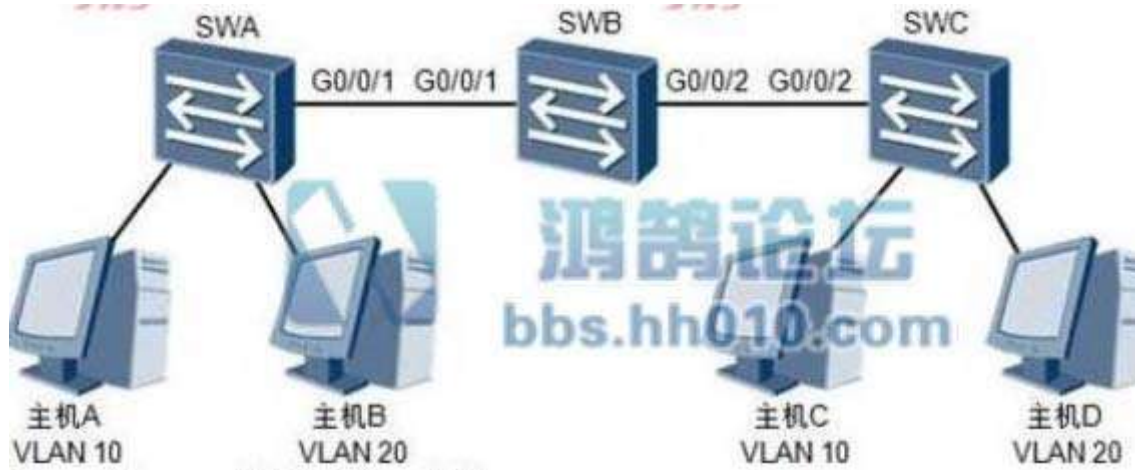 SWA
SWB
SWC
G0/0/1 G0/0/1
G0/0/2 G0/0/2
鸿鹄论坛
bbs.hh010.com
主机A
VLAN 10
主机B
VLAN 20
主机C
VLAN 10
主机D
VLAN 20